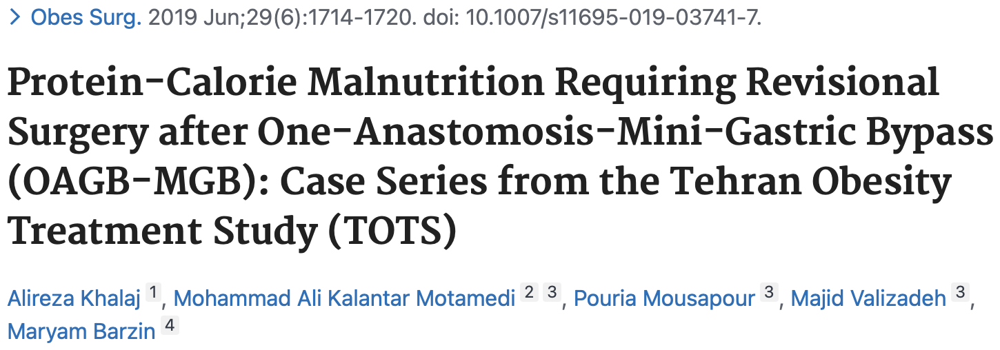 > Obes Surg. 2019 Jun;29(6):1714-1720. doi: 10.1007/s11695-019-03741-7.
Protein-Calorie Malnutrition Requiring Revisional
Surgery after One-Anastomosis-Mini-Gastric Bypass
(OAGB-MGB): Case Series from the Tehran Obesity
Treatment Study (TOTS)
Alireza Khalaj 1, Mohammad Ali Kalantar Motamedi 2 3, Pouria Mousapour 3, Majid Valizadeh 3,
Maryam Barzin 4